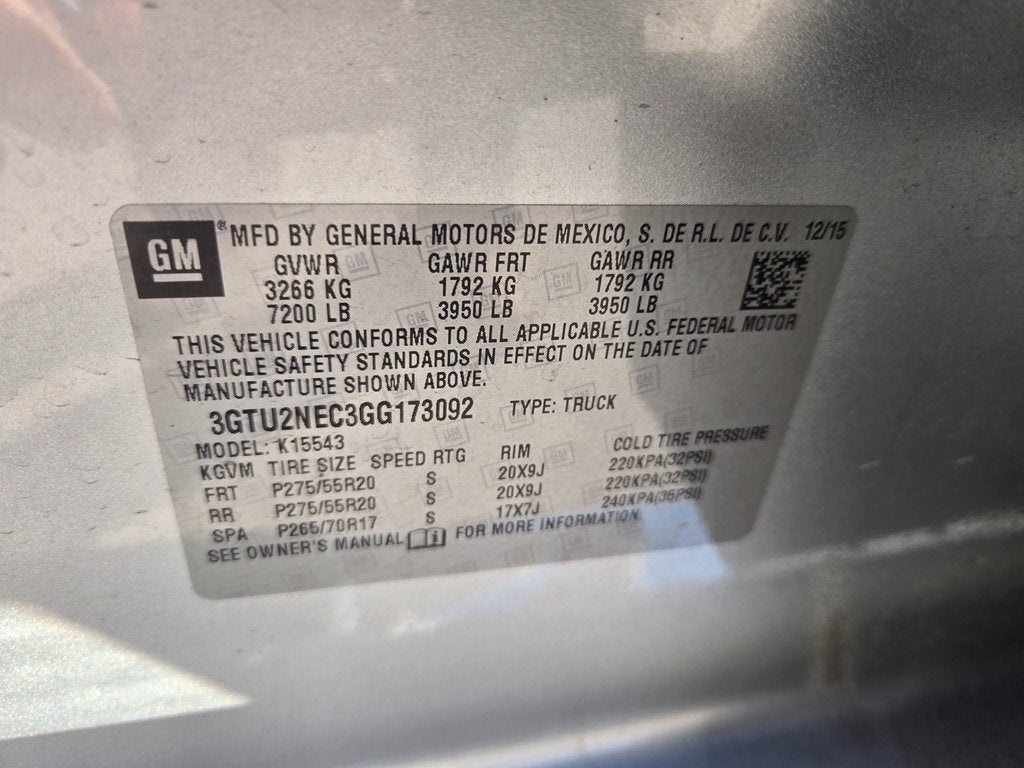 GM ® MFD BY GENERAL MOTORS DE MEXICO, S. DE R.L. DE C.V. 12/15
GVWR GAWR FRT GAWR RR
3266 KG 1792 KG 1792 KG
7200 LB 3950 LB 3950 LB
THIS VEHICLE CONFORMS TO ALL APPLICABLE U.S. FEDERAL MOTOR
VEHICLE SAFETY STANDARDS IN EFFECT ON THE DATE OF
MANUFACTURE SHOWN ABOVE.
3GTU2NEC3GG173092 TYPE: TRUCK
MODEL: K15543
KGVM TIRE SIZE SPEED RTG RIM COLD TIRE PRESSURE
FRT P275/55R20 S 20X9J 220KPA(32PSI)
RR P275/55R20 S 20X9J 220KPA(32PSI)
SPA P265/70R17 S 17X7J 240KPA(35PSI)
SEE OWNER'S MANUAL FOR MORE INFORMATION.